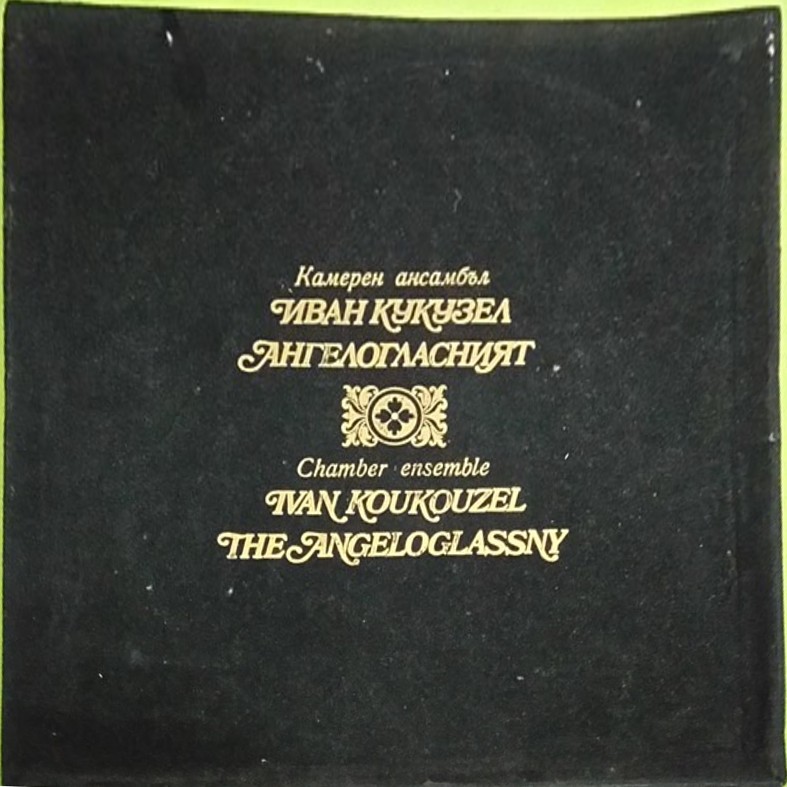 Камерен ансамбъл
ИВАН КУКУЗЕЛ
АНГЕЛОГЛАСНИЯТ
Chamber ensemble
IVAN KOUKOUZEL
THE ANGELOGLASSNY